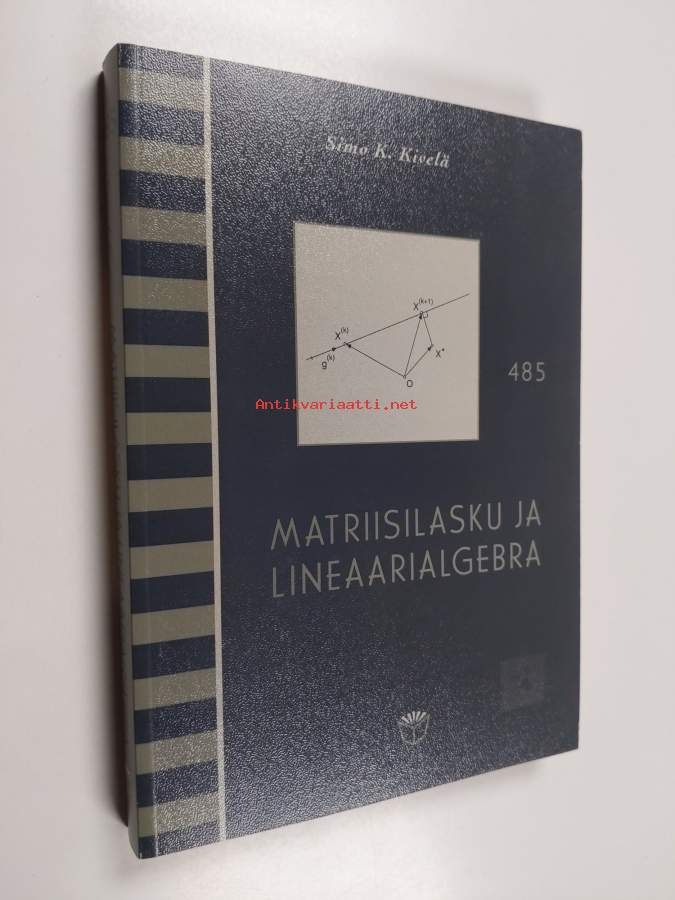 Simo K. Kivelä
X(k+1)
X(k)
g(k)
X*
O
485
Antikvariaatti.net
MATRIISILASKU JA
LINEAARIALGEBRA